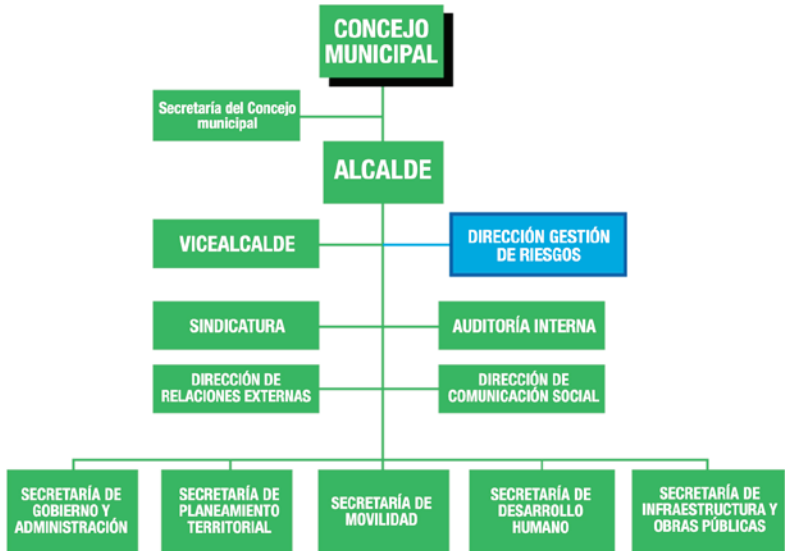 CONCEJO
MUNICIPAL
Secretaría del Concejo
municipal
ALCALDE
VICEALCALDE
DIRECCIÓN GESTIÓN
DE RIESGOS
SINDICATURA
AUDITORÍA INTERNA
DIRECCIÓN DE
RELACIONES EXTERNAS
DIRECCIÓN DE
COMUNICACIÓN SOCIAL
SECRETARÍA DE
GOBIERNO Y
ADMINISTRACIÓN
SECRETARÍA DE
PLANEAMIENTO
TERRITORIAL
SECRETARÍA DE
MOVILIDAD
SECRETARÍA DE
DESARROLLO
HUMANO
SECRETARÍA DE
INFRAESTRUCTURA Y
OBRAS PÚBLICAS